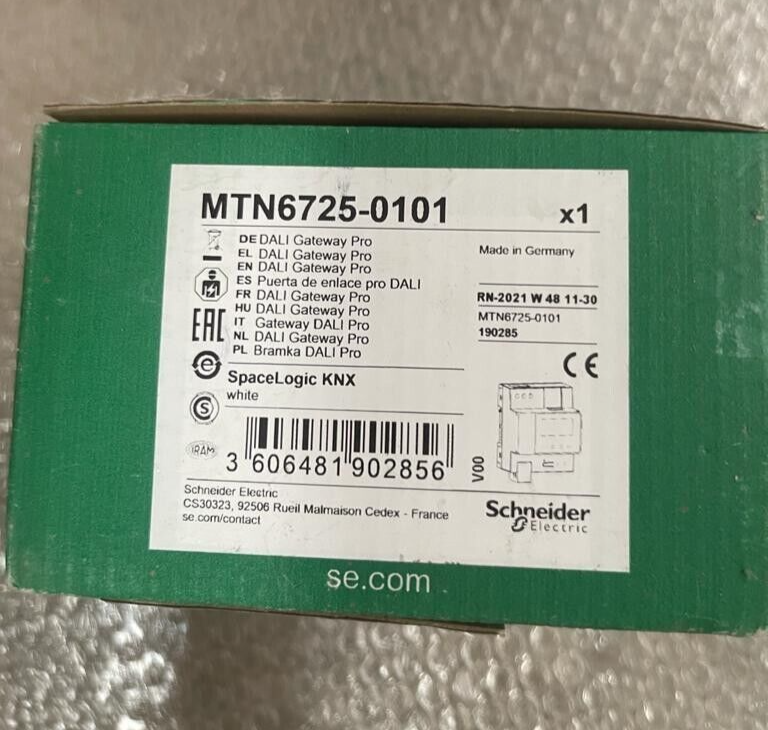 MTN6725-0101 x1
DE DALI Gateway Pro
EL DALI Gateway Pro
EN DALI Gateway Pro
ES Puerta de enlace pro DALI
FR DALI Gateway Pro
HU DALI Gateway Pro
IT Gateway DALI Pro
NL DALI Gateway Pro
PL Bramka DALI Pro
Made in Germany
RN-2021 W 48 11-30
MTN6725-0101
190285
EAC
CE
e
S
IRAM
SpaceLogic KNX
white
3 606481 902856
V00
Schneider Electric
CS30323, 92506 Rueil Malmaison Cedex - France
se.com/contact
Schneider
Electric
se.com